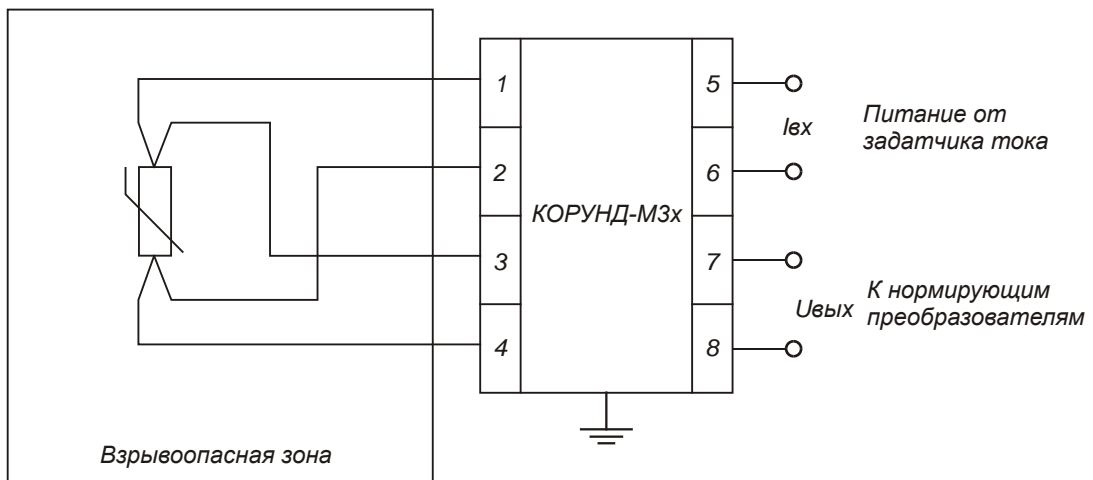 1
2
3
4
КОРУНД-М3х
5
6
7
8
Iвх
Питание от
задатчика тока
Uвых
К нормирующим
преобразователям
Взрывоопасная зона